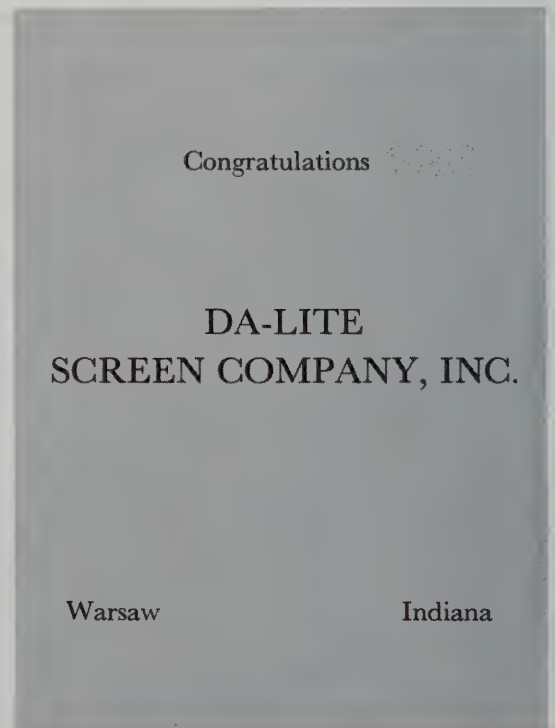 Congratulations
DA-LITE
SCREEN COMPANY, INC.
Warsaw Indiana